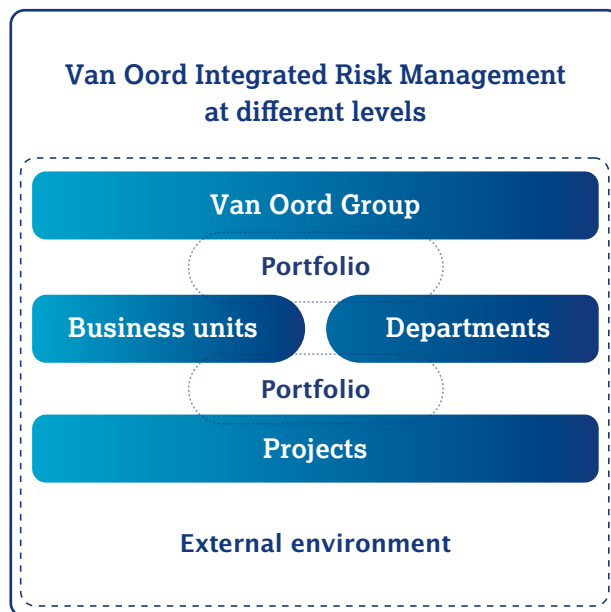 Van Oord Integrated Risk Management
at different levels
Van Oord Group
Portfolio
Business units
Departments
Portfolio
Projects
External environment